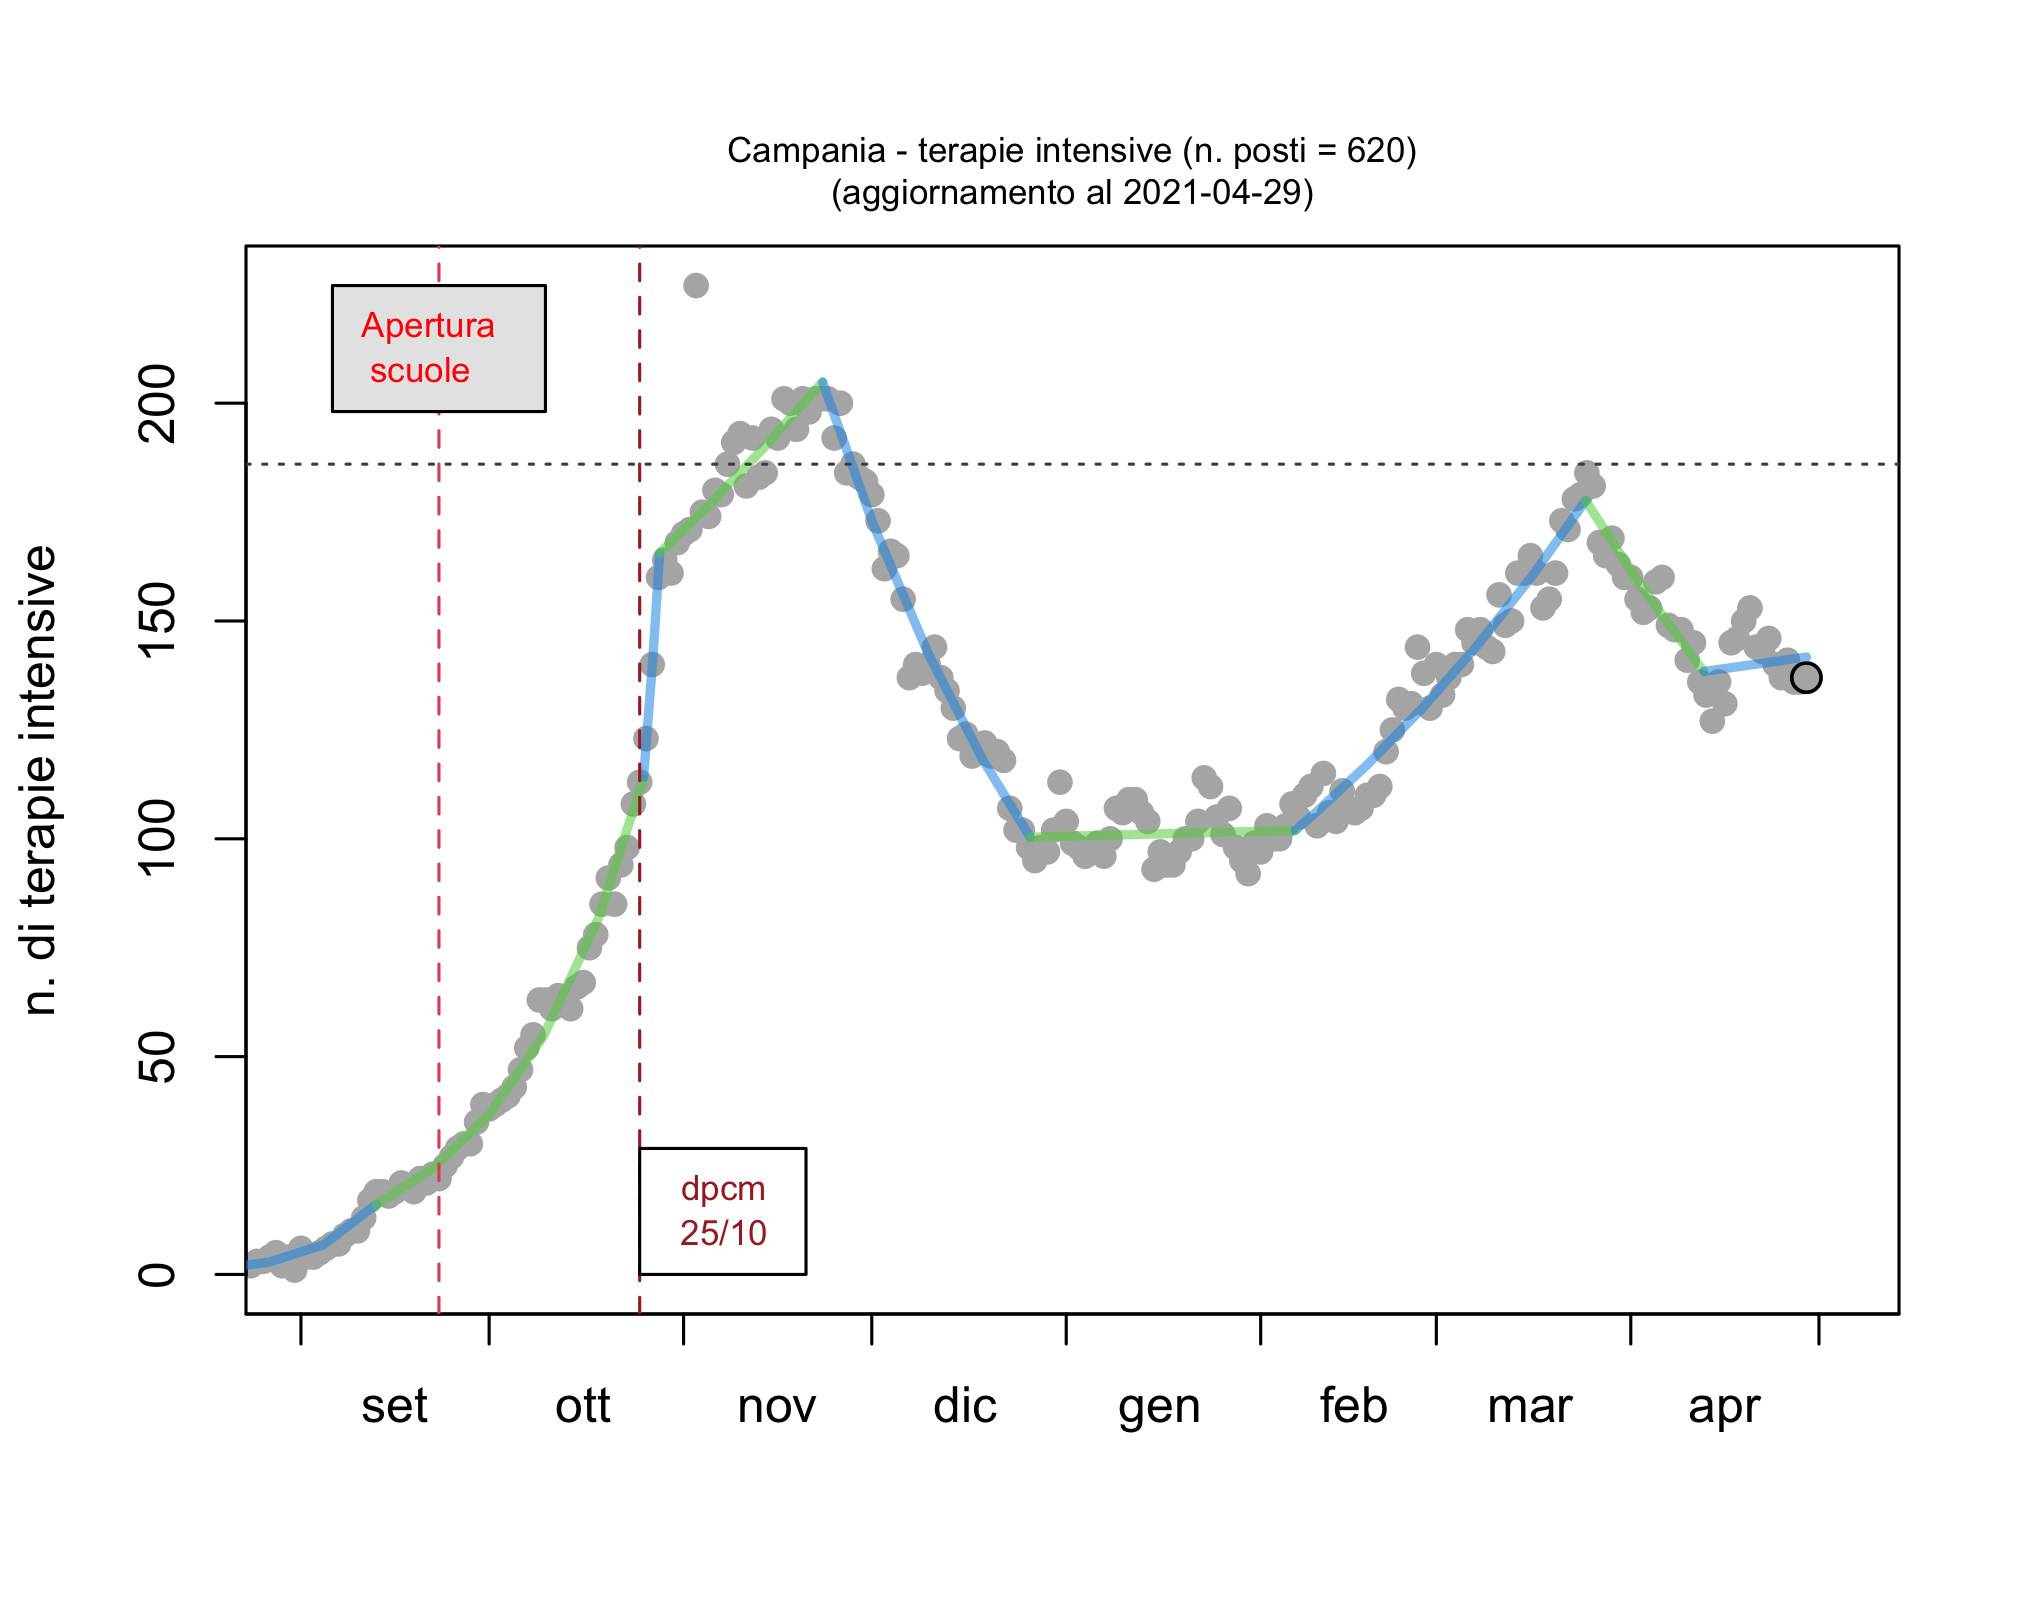 Campania - terapie intensive (n. posti = 620)
(aggiornamento al 2021-04-29)
Apertura
scuole
n. di terapie intensive
200
150
100
50
0
dpcm
25/10
set ott nov dic gen feb mar apr